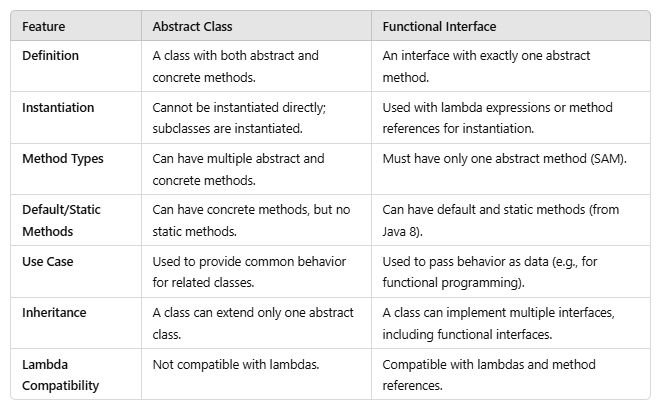 Feature Abstract Class Functional Interface
Definition A class with both abstract and An interface with exactly one abstract
concrete methods. method.
Instantiation Cannot be instantiated directly; Used with lambda expressions or method
subclasses are instantiated. references for instantiation.
Method Types Can have multiple abstract and Must have only one abstract method (SAM).
concrete methods.
Default/Static Can have concrete methods, but no Can have default and static methods (from
Methods static methods. Java 8).
Use Case Used to provide common behavior Used to pass behavior as data (e.g., for
for related classes. functional programming).
Inheritance A class can extend only one abstract A class can implement multiple interfaces,
class. including functional interfaces.
Lambda Not compatible with lambdas. Compatible with lambdas and method
Compatibility references.